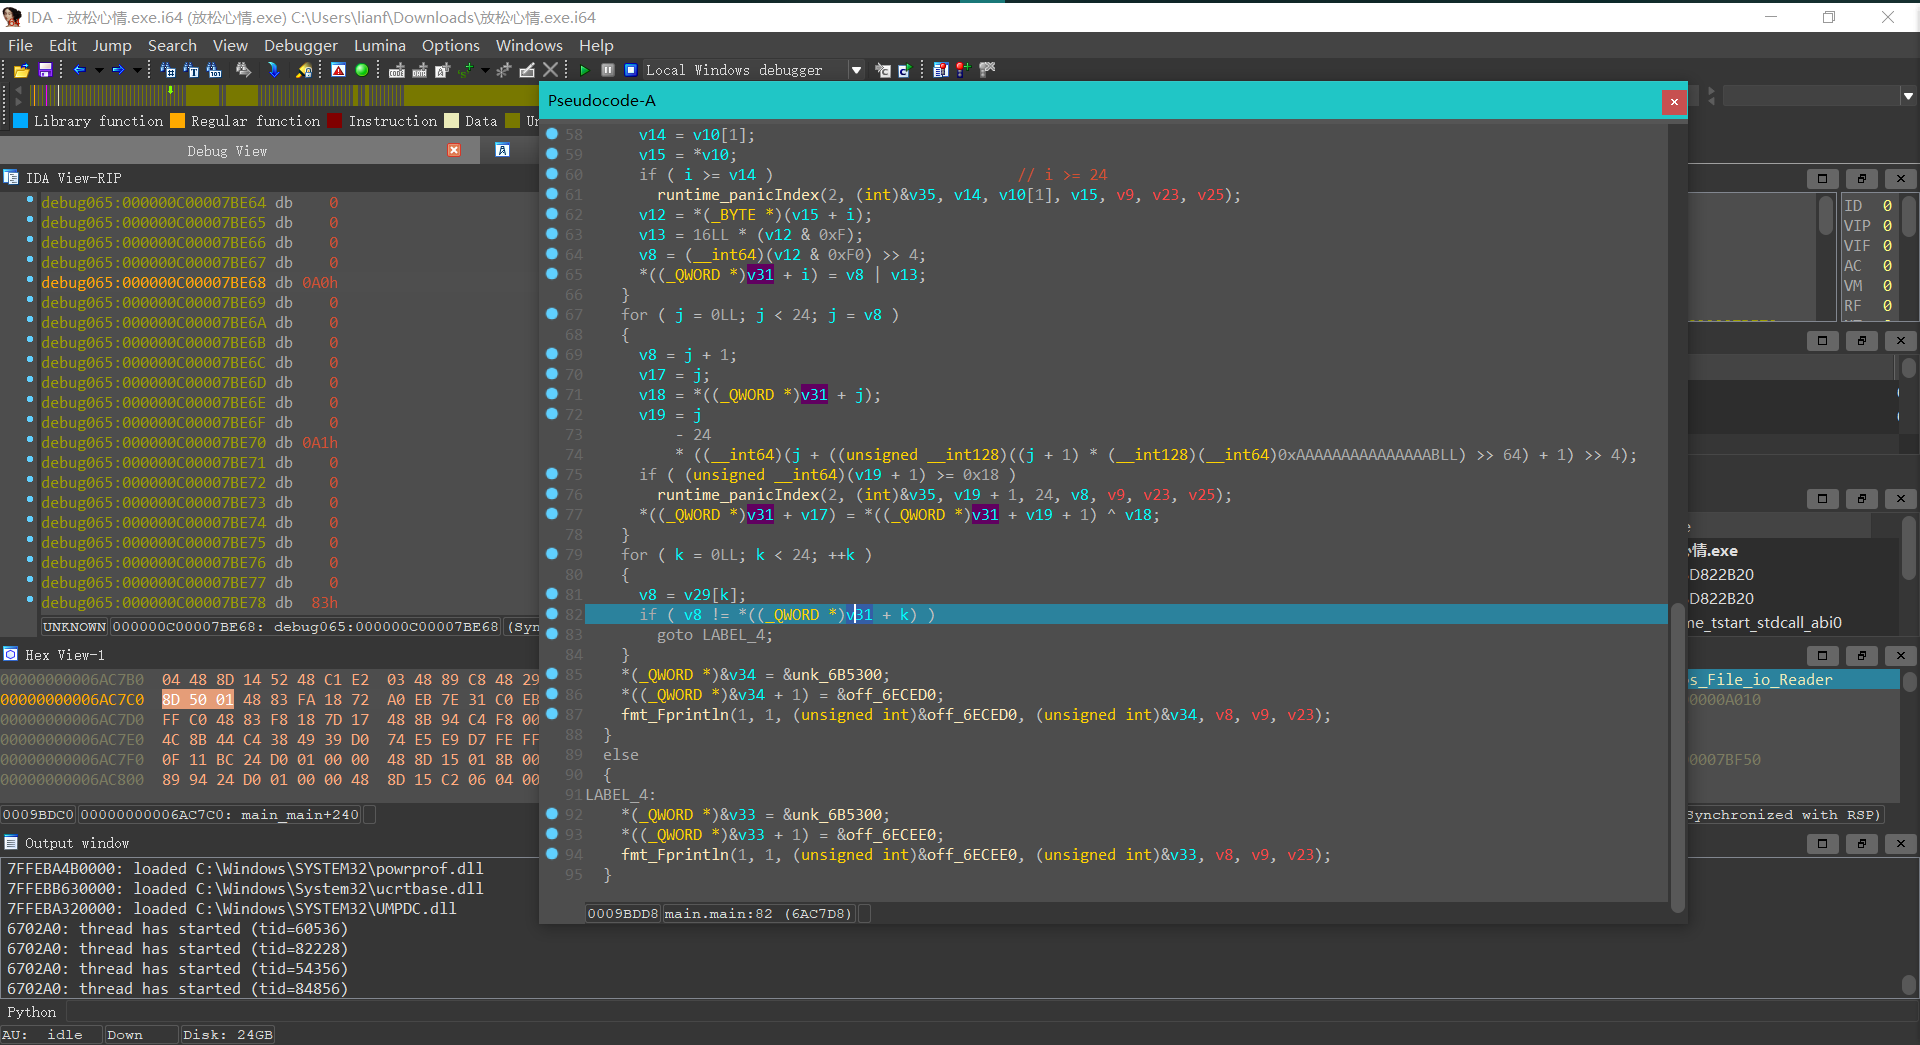 IDA - 放松心情.exe.i64 (放松心情.exe) C:\Users\lianf\Downloads\放松心情.exe.i64
File Edit Jump Search View Debugger Lumina Options Windows Help
Local Windows debugger
Library function Regular function Instruction Data
Debug View
IDA View-RIP
debug065:000000C00007BE64 db 0
debug065:000000C00007BE65 db 0
debug065:000000C00007BE66 db 0
debug065:000000C00007BE67 db 0
debug065:000000C00007BE68 db 0A0h
debug065:000000C00007BE69 db 0
debug065:000000C00007BE6A db 0
debug065:000000C00007BE6B db 0
debug065:000000C00007BE6C db 0
debug065:000000C00007BE6D db 0
debug065:000000C00007BE6E db 0
debug065:000000C00007BE6F db 0
debug065:000000C00007BE70 db 0A1h
debug065:000000C00007BE71 db 0
debug065:000000C00007BE72 db 0
debug065:000000C00007BE73 db 0
debug065:000000C00007BE74 db 0
debug065:000000C00007BE75 db 0
debug065:000000C00007BE76 db 0
debug065:000000C00007BE77 db 0
debug065:000000C00007BE78 db 83h
UNKNOWN 000000C00007BE68: debug065:000000C00007BE68 (Syn
Hex View-1
00000000006AC7B0 04 48 8D 14 52 48 C1 E2 03 48 89 C8 48 29
00000000006AC7C0 8D 50 01 48 83 FA 18 72 A0 EB 7E 31 C0 EB
00000000006AC7D0 FF C0 48 83 F8 18 7D 17 48 8B 94 C4 F8 00
00000000006AC7E0 4C 8B 44 C4 38 49 39 D0 74 E5 E9 D7 FE FF
00000000006AC7F0 0F 11 BC 24 D0 01 00 00 48 8D 15 01 8B 00
00000000006AC800 89 94 24 D0 01 00 00 48 8D 15 C2 06 04 00
0009BDC0 00000000006AC7C0: main_main+240
Output window
7FFEBA4B0000: loaded C:\Windows\SYSTEM32\powrprof.dll
7FFEBB630000: loaded C:\Windows\System32\ucrtbase.dll
7FFEBA320000: loaded C:\Windows\SYSTEM32\UMPDC.dll
6702A0: thread has started (tid=60536)
6702A0: thread has started (tid=82228)
6702A0: thread has started (tid=54356)
6702A0: thread has started (tid=84856)
Python
AU: idle Down Disk: 24GB
Pseudocode-A
58 v14 = v10[1];
59 v15 = *v10;
60 if ( i >= v14 ) // i >= 24
61 runtime_panicIndex(2, (int)&v35, v14, v10[1], v15, v9, v23, v25);
62 v12 = *(_BYTE *)(v15 + i);
63 v13 = 16LL * (v12 & 0xF);
64 v8 = (__int64)(v12 & 0xF0) >> 4;
65 *((_QWORD *)v31 + i) = v8 | v13;
66 }
67 for ( j = 0LL; j < 24; j = v8 )
68 {
69 v8 = j + 1;
70 v17 = j;
71 v18 = *((_QWORD *)v31 + j);
72 v19 = j
73 - 24
74 * ((__int64)(j + ((unsigned __int128)((j + 1) * (__int128)(__int64)0xAAAAAAAAAAAAAAABLL) >> 64) + 1) >> 4);
75 if ( (unsigned __int64)(v19 + 1) >= 0x18 )
76 runtime_panicIndex(2, (int)&v35, v19 + 1, 24, v8, v9, v23, v25);
77 *((_QWORD *)v31 + v17) = *((_QWORD *)v31 + v19 + 1) ^ v18;
78 }
79 for ( k = 0LL; k < 24; ++k )
80 {
81 v8 = v29[k];
82 if ( v8 != *((_QWORD *)v31 + k) )
83 goto LABEL_4;
84 }
85 *(_QWORD *)&v34 = &unk_6B5300;
86 *((_QWORD *)&v34 + 1) = &off_6ECED0;
87 fmt_Fprintln(1, 1, (unsigned int)&off_6ECED0, (unsigned int)&v34, v8, v9, v23);
88 }
89 else
90 {
91 LABEL_4:
92 *(_QWORD *)&v33 = &unk_6B5300;
93 *((_QWORD *)&v33 + 1) = &off_6ECEE0;
94 fmt_Fprintln(1, 1, (unsigned int)&off_6ECEE0, (unsigned int)&v33, v8, v9, v23);
95 }
0009BDD8 main.main:82 (6AC7D8)
ID 0
VIP 0
VIF 0
AC 0
VM 0
RF 0
心情.exe
D822B20
D822B20
me_tstart_stdcall_abi0
s_File_io_Reader
0000A010
0007BF50
Synchronized with RSP)